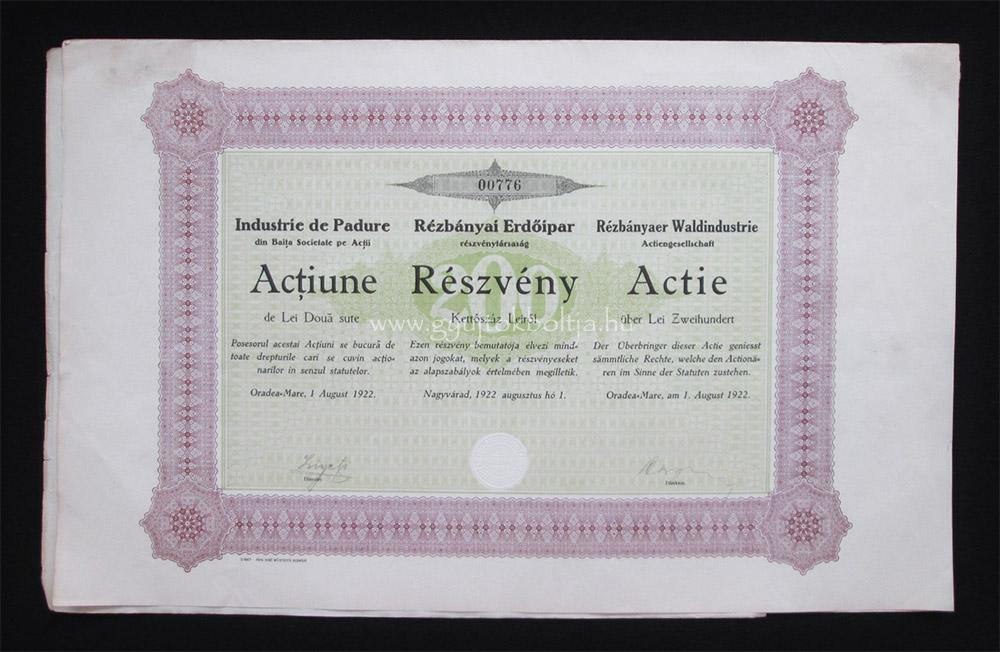 00776
Industrie de Padure
din Baița Societate pe Acții
Acțiune
de Lei Două sute
Posesorul acestai Acțiuni se bucură de
toate drepturile cari se cuvin acțio-
narilor in senzul statutelor.
Oradea-Mare, 1 August 1922.
Rézbányai Erdőipar
részvénytársaság
Részvény
Kettőszáz Leiről
Ezen részvény bemutatója élvezi mind-
azon jogokat, melyek a részvényeseket
az alapszabályok értelmében megilletik.
Nagyvárad, 1922 augusztus hó 1.
Rézbányaer Waldindustrie
Actiengesellschaft
Actie
über Lei Zweihundert
Der Überbringer dieser Actie geniesst
sämmtliche Rechte, welche den Actionä-
ren im Sinne der Statuten zustehen.
Oradea-Mare, am 1. August 1922.
200
www.gyujtokboltja.hu